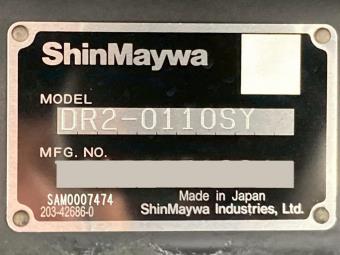 ShinMaywa
MODEL
DR2-0110SY
MFG. NO.
SAM0007474
203-42686-0
Made in Japan
ShinMaywa Industries, Ltd.